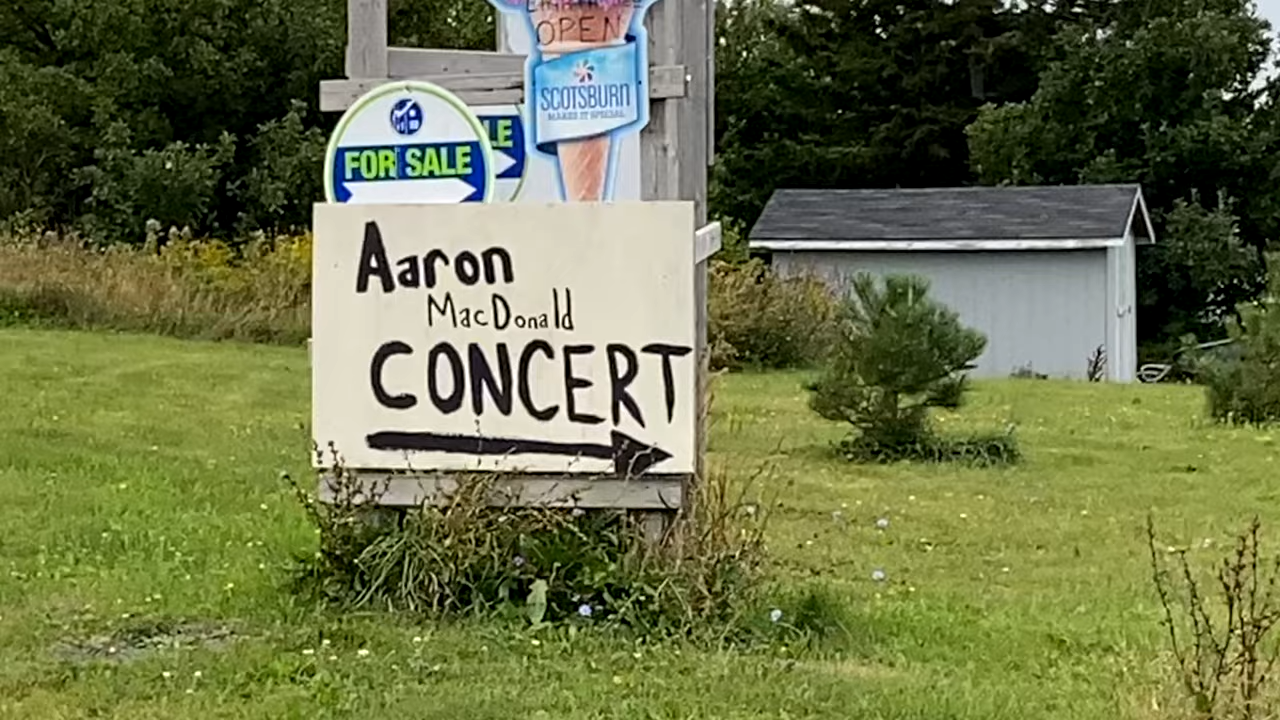 OPEN
SCOTSBURN
MAKES IT SPECIAL
FOR SALE
LE
Aaron
MacDonald
CONCERT